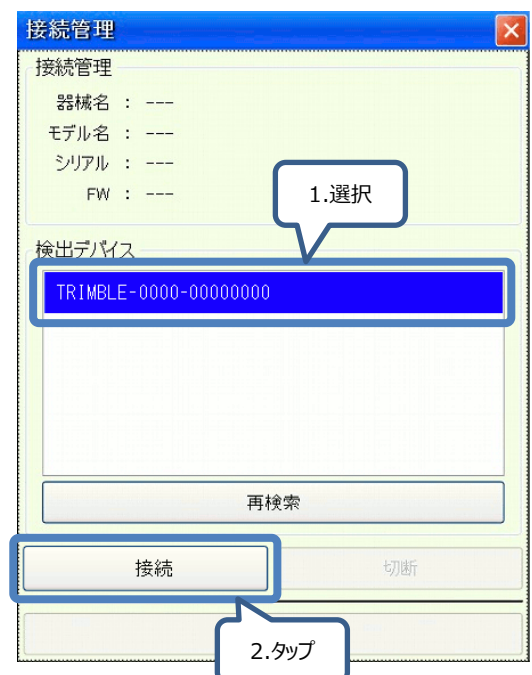 接続管理
接続管理
器械名 : ---
モデル名 : ---
シリアル : ---
FW : ---
1.選択
検出デバイス
TRIMBLE-0000-00000000
再検索
接続
切断
2.タップ